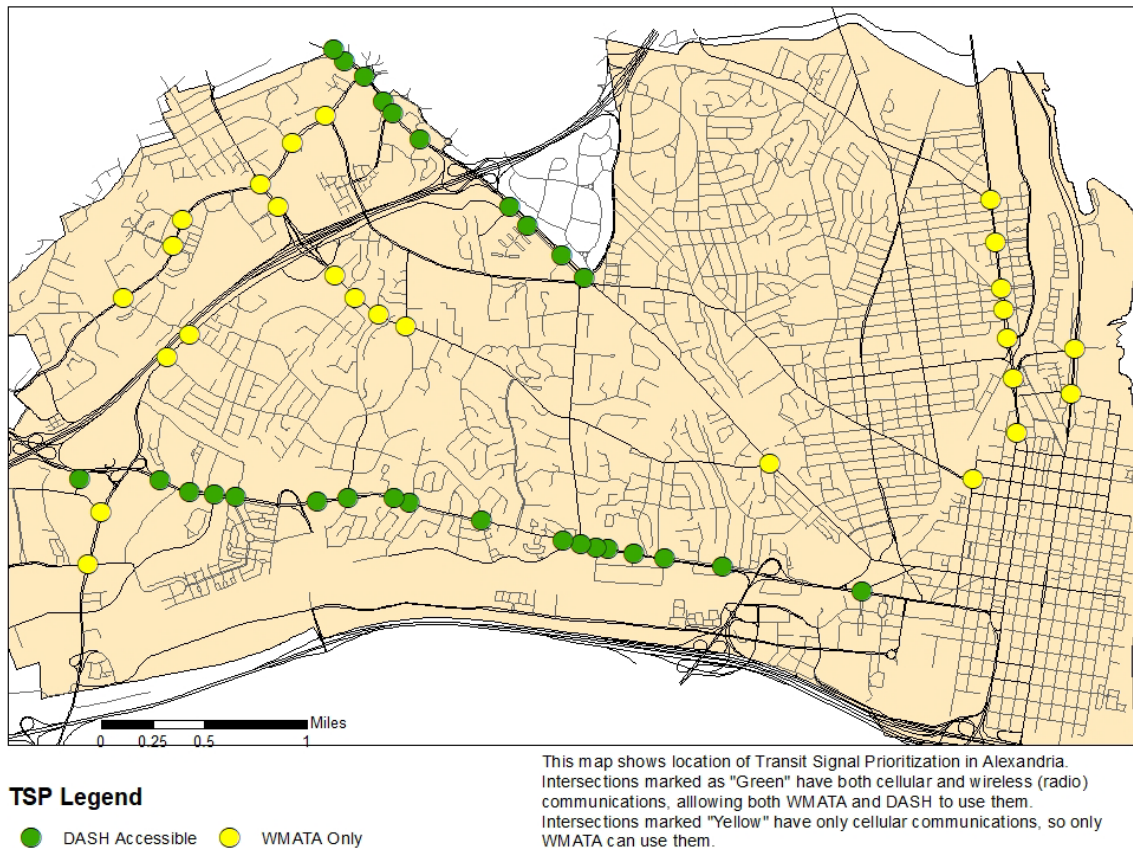 Miles
0 0.25 0.5 1
This map shows location of Transit Signal Prioritization in Alexandria.
Intersections marked as "Green" have both cellular and wireless (radio)
communications, alllowing both WMATA and DASH to use them.
Intersections marked "Yellow" have only cellular communications, so only
WMATA can use them.
TSP Legend
DASH Accessible WMATA Only